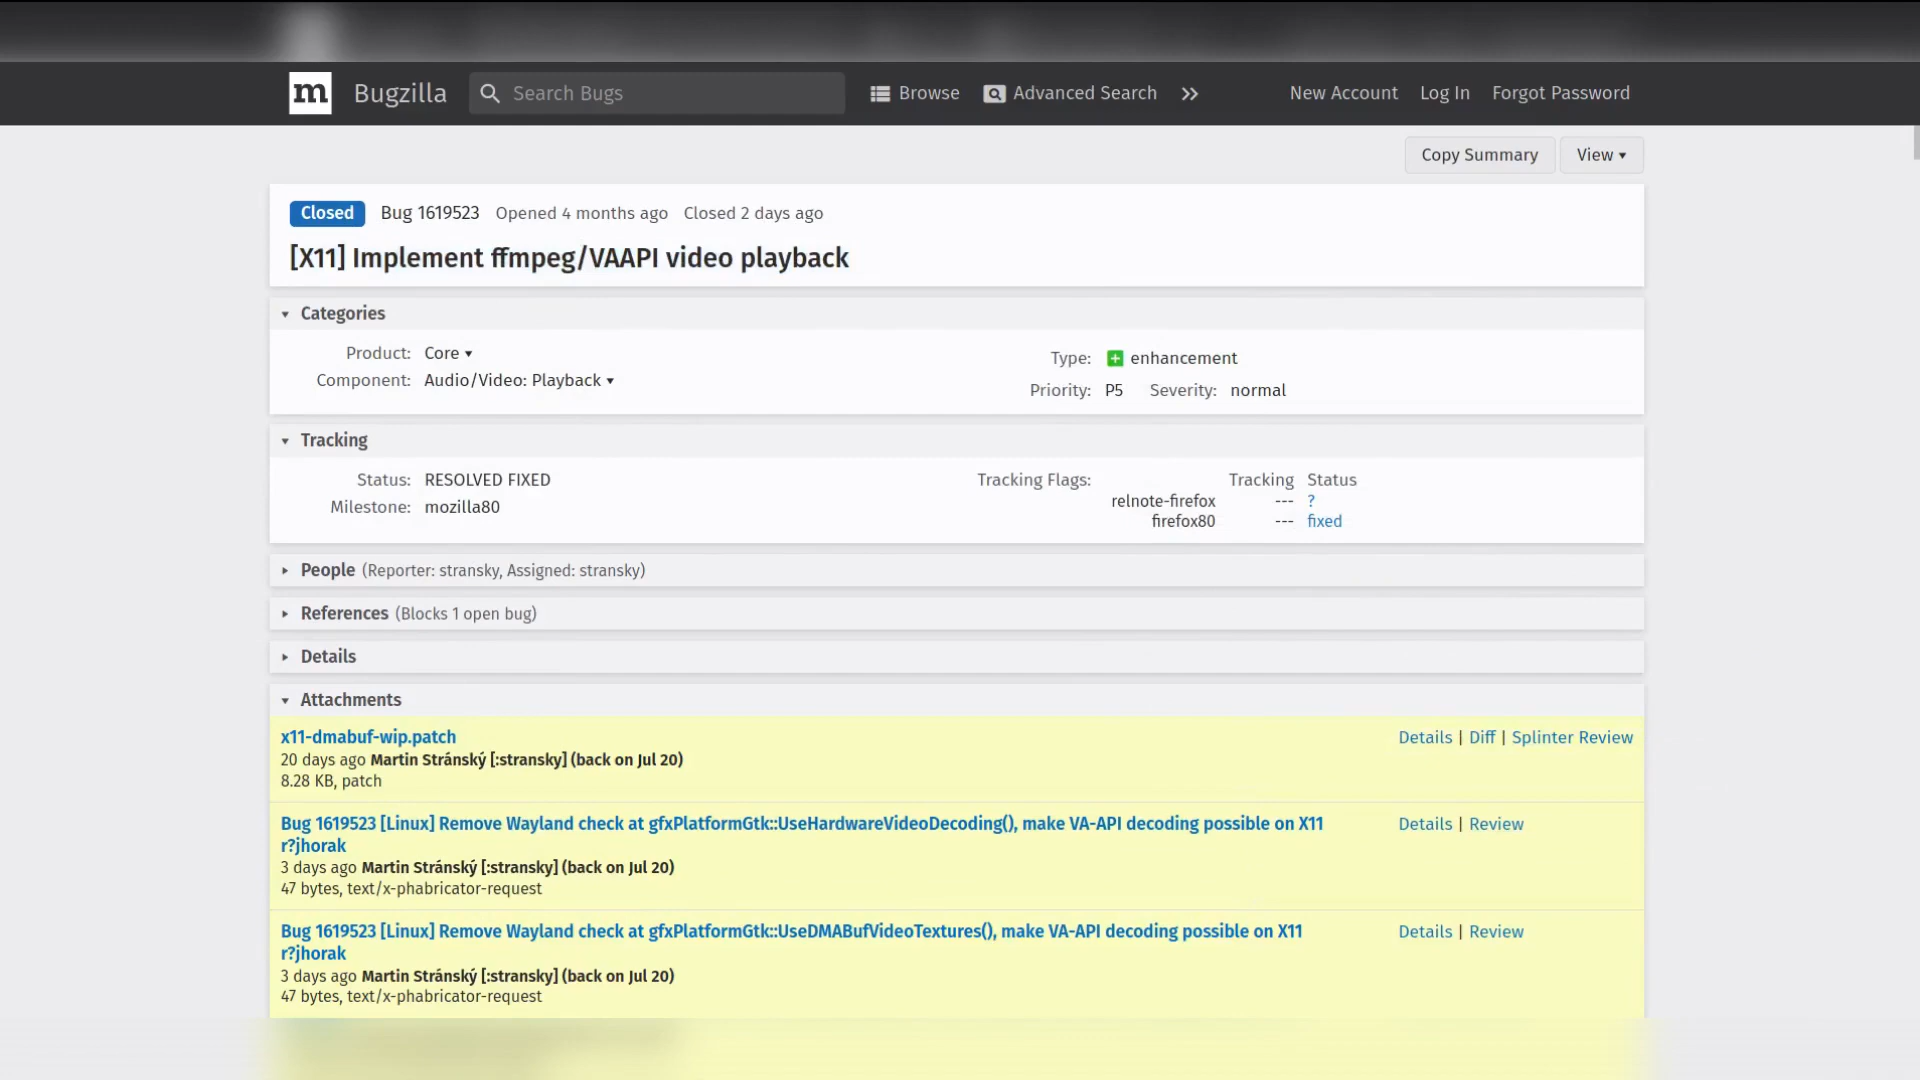 m Bugzilla Search Bugs Browse Advanced Search >> New Account Log In Forgot Password
Copy Summary View ▾
Closed Bug 1619523 Opened 4 months ago Closed 2 days ago
[X11] Implement ffmpeg/VAAPI video playback
▾ Categories
Product: Core ▾
Component: Audio/Video: Playback ▾
Type: + enhancement
Priority: P5 Severity: normal
▾ Tracking
Status: RESOLVED FIXED
Milestone: mozilla80
Tracking Flags: Tracking Status
relnote-firefox --- ?
firefox80 --- fixed
▸ People (Reporter: stransky, Assigned: stransky)
▸ References (Blocks 1 open bug)
▸ Details
▾ Attachments
x11-dmabuf-wip.patch Details | Diff | Splinter Review
20 days ago Martin Stránský [:stransky] (back on Jul 20)
8.28 KB, patch
Bug 1619523 [Linux] Remove Wayland check at gfxPlatformGtk::UseHardwareVideoDecoding(), make VA-API decoding possible on X11 Details | Review
r?jhorak
3 days ago Martin Stránský [:stransky] (back on Jul 20)
47 bytes, text/x-phabricator-request
Bug 1619523 [Linux] Remove Wayland check at gfxPlatformGtk::UseDMABufVideoTextures(), make VA-API decoding possible on X11 Details | Review
r?jhorak
3 days ago Martin Stránský [:stransky] (back on Jul 20)
47 bytes, text/x-phabricator-request